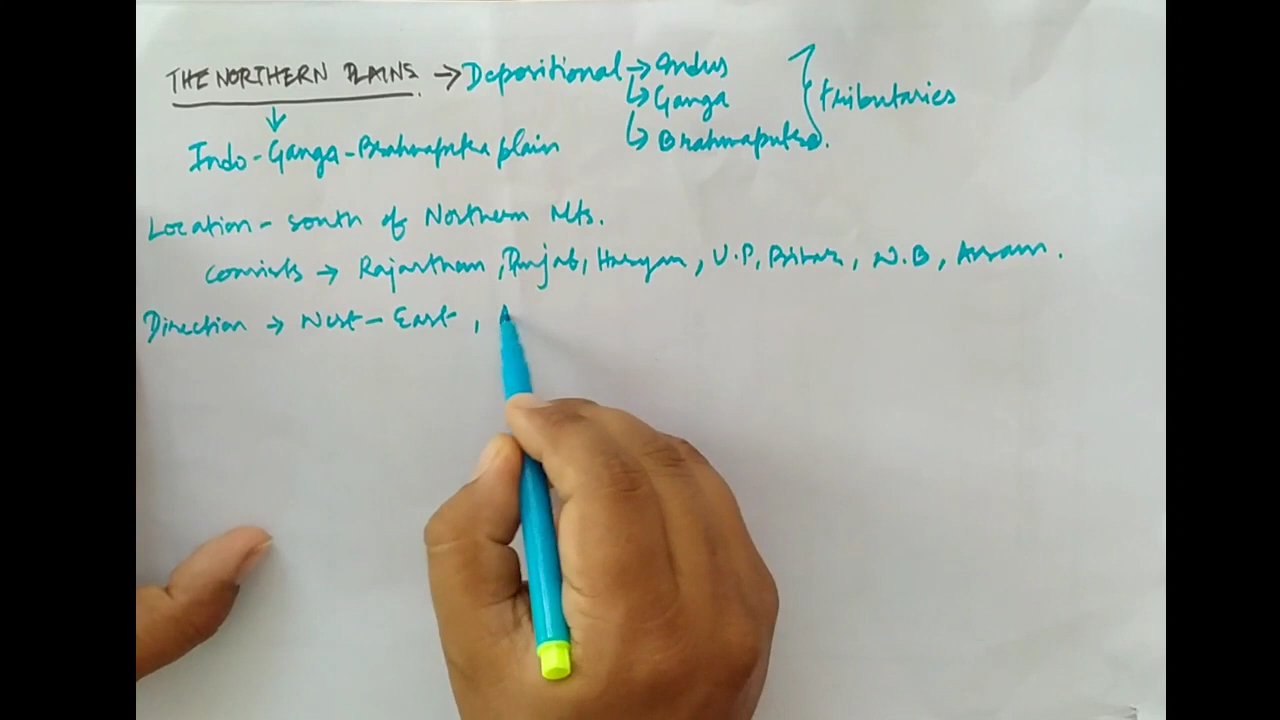 THE NORTHERN PLAINS. → Depositional → Indus
↳ Ganga
↳ Brahmaputra.
tributaries
↓
Indo-Ganga-Brahmaputra plain
Location - South of Northern Mts.
consists → Rajasthan, Punjab, Haryan, U.P, Bihar, W.B, Assam.
Direction → West - East,